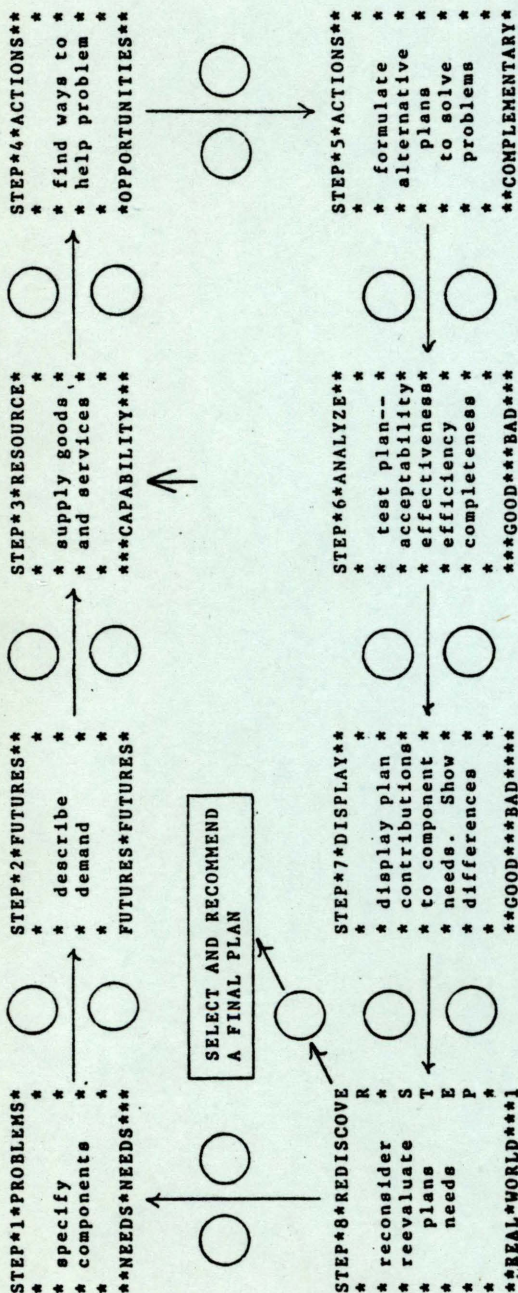 STEP*1*PROBLEMS*
* *
* specify *
* components *
* *
**NEEDS*NEEDS***
STEP*2*FUTURES**
* *
* describe *
* demand *
* *
FUTURES*FUTURES*
STEP*3*RESOURCE*
* *
* supply goods *
* and services *
* *
***CAPABILITY***
STEP*4*ACTIONS**
* *
* find ways to *
* help problem *
* *
*OPPORTUNITIES**
STEP*5*ACTIONS**
* *
* formulate *
* alternative *
* plans *
* to solve *
* problems *
* *
**COMPLEMENTARY*
STEP*6*ANALYZE**
* *
* test plan-- *
* acceptability*
* effectiveness*
* efficiency *
* completeness *
* *
***GOOD***BAD***
STEP*7*DISPLAY**
* *
* display plan *
* contributions*
* to component *
* needs. Show *
* differences *
* *
**GOOD***BAD****
STEP*8*REDISCOVE
* R
* reconsider *
* reevaluate S
* plans T
* needs E
* P
* *
**REAL*WORLD***1
SELECT AND RECOMMEND
A FINAL PLAN